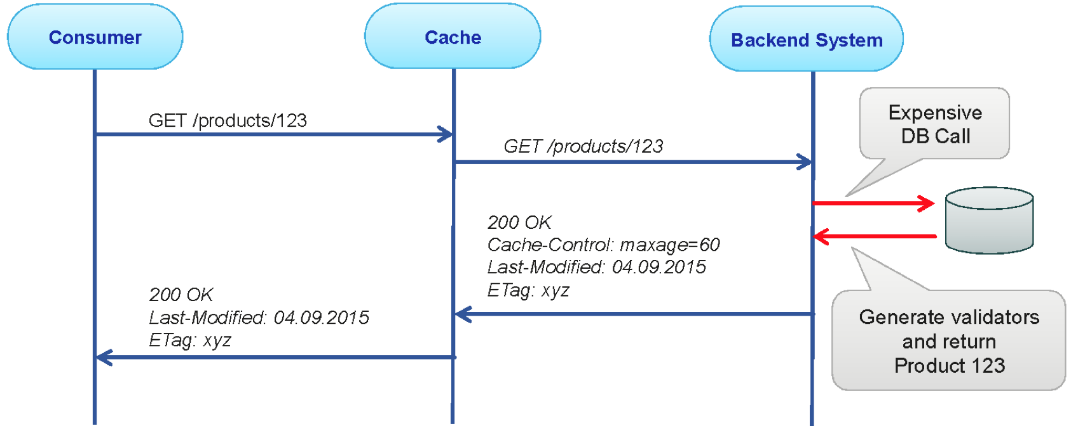 Consumer
Cache
Backend System
GET /products/123
GET /products/123
Expensive
DB Call
200 OK
Cache-Control: maxage=60
Last-Modified: 04.09.2015
ETag: xyz
200 OK
Last-Modified: 04.09.2015
ETag: xyz
Generate validators
and return
Product 123